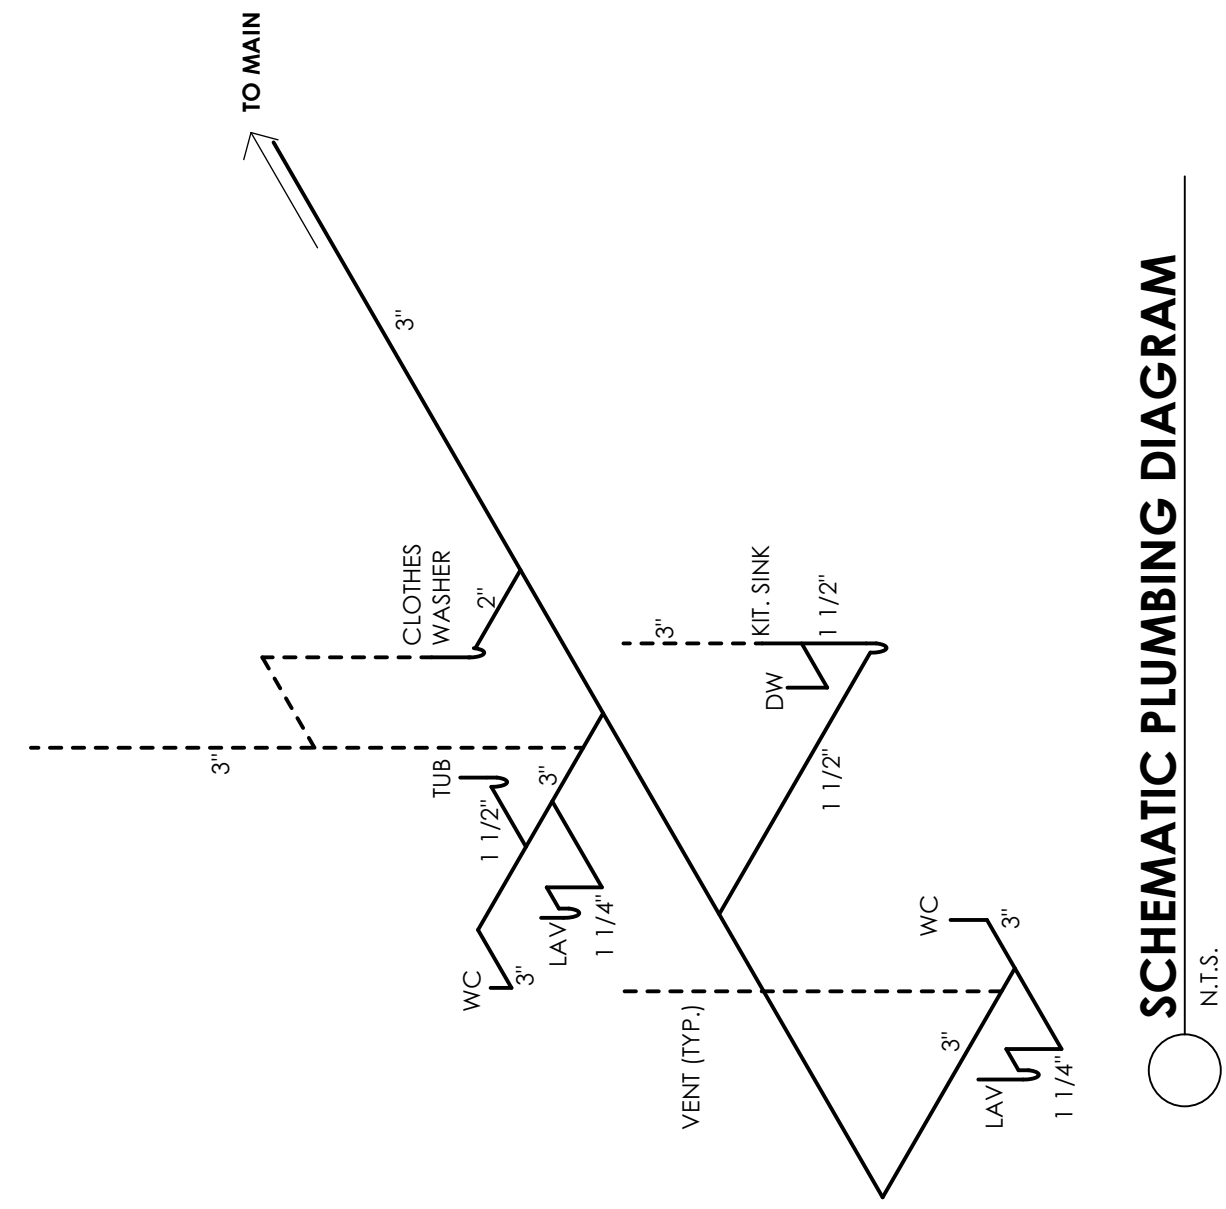 TO MAIN
3"
CLOTHES
WASHER
2"
3"
TUB
1 1/2"
3"
WC
3"
LAV
1 1/4"
3"
KIT. SINK
1 1/2"
DW
1 1/2"
VENT (TYP.)
WC
3"
3"
LAV
1 1/4"
SCHEMATIC PLUMBING DIAGRAM
N.T.S.